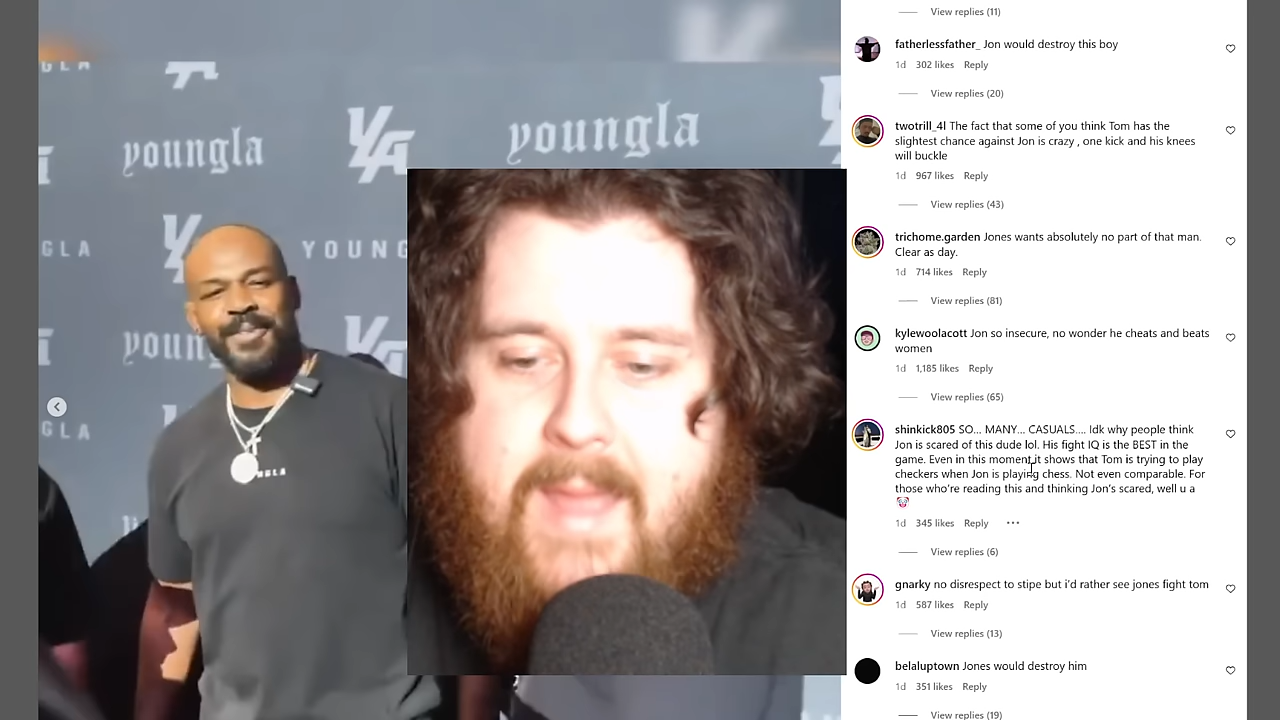 GLA
youngla
YA
youngla
YA
GLA
YOUNG
youn
YA
GLA
GLA
View replies (11)
fatherlessfather_ Jon would destroy this boy
1d 302 likes Reply
View replies (20)
twotrill_4l The fact that some of you think Tom has the
slightest chance against Jon is crazy , one kick and his knees
will buckle
1d 967 likes Reply
View replies (43)
trichome.garden Jones wants absolutely no part of that man.
Clear as day.
1d 714 likes Reply
View replies (81)
kylewoolacott Jon so insecure, no wonder he cheats and beats
women
1d 1,185 likes Reply
View replies (65)
shinkick805 SO... MANY... CASUALS.... Idk why people think
Jon is scared of this dude lol. His fight IQ is the BEST in the
game. Even in this moment it shows that Tom is trying to play
checkers when Jon is playing chess. Not even comparable. For
those who're reading this and thinking Jon's scared, well u a
🤡
1d 345 likes Reply ...
View replies (6)
gnarky no disrespect to stipe but i'd rather see jones fight tom
1d 587 likes Reply
View replies (13)
belaluptown Jones would destroy him
1d 351 likes Reply
View replies (19)